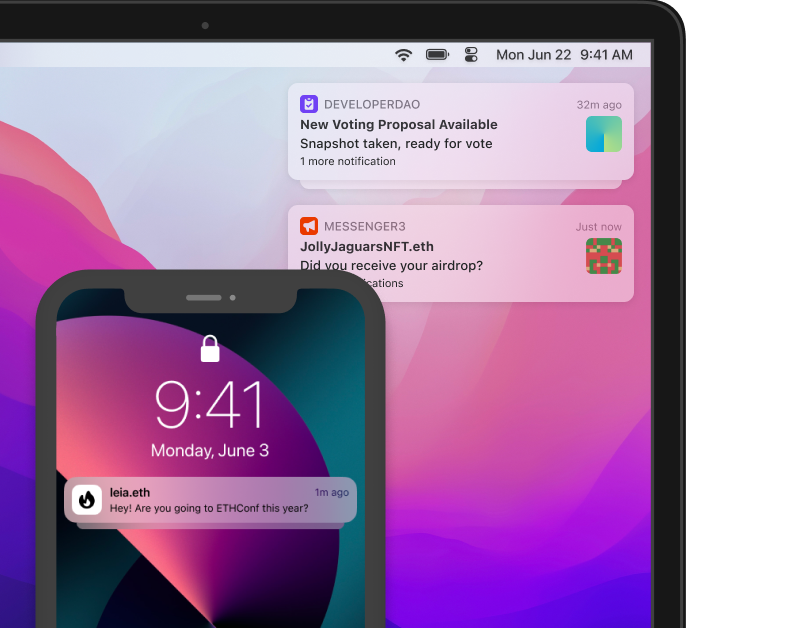 Mon Jun 22 9:41 AM
DEVELOPERDAO
32m ago
New Voting Proposal Available
Snapshot taken, ready for vote
1 more notification
MESSENGER3
Just now
JollyJaguarsNFT.eth
Did you receive your airdrop?
9:41
Monday, June 3
leia.eth
1m ago
Hey! Are you going to ETHConf this year?